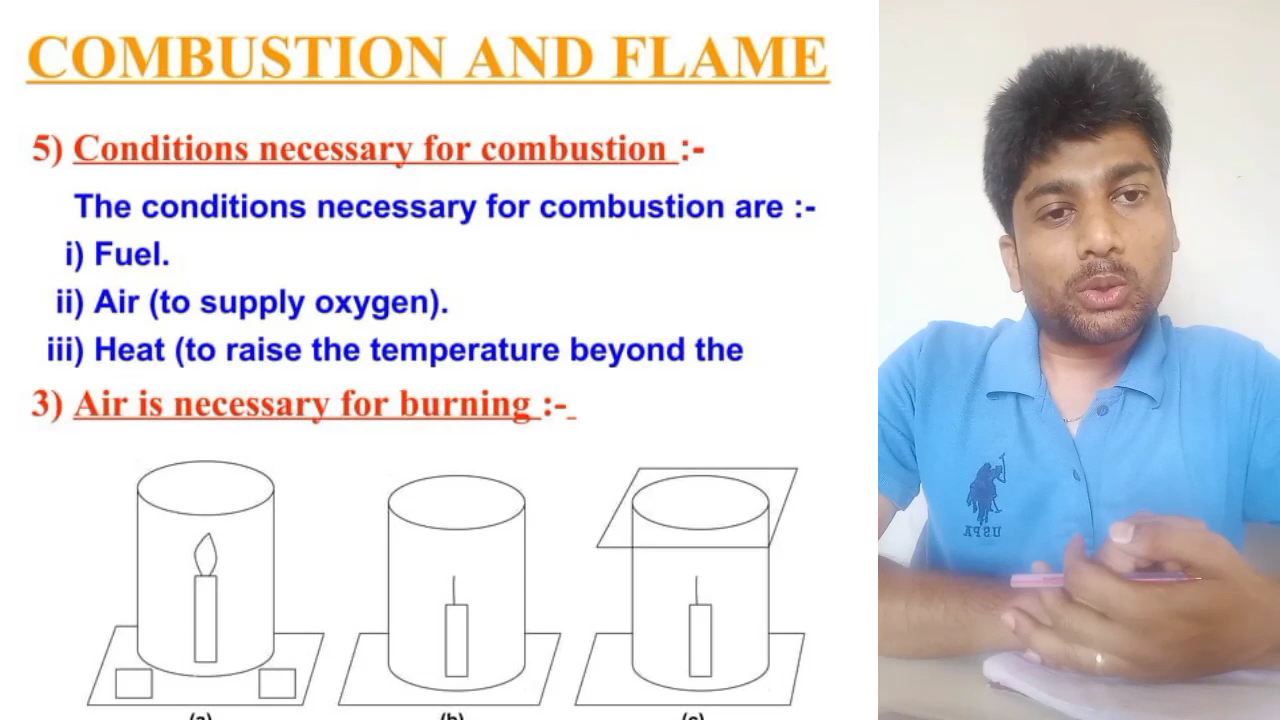 COMBUSTION AND FLAME
5) Conditions necessary for combustion :-
The conditions necessary for combustion are :-
i) Fuel.
ii) Air (to supply oxygen).
iii) Heat (to raise the temperature beyond the
3) Air is necessary for burning :-
(a) (b) (c)
USPA